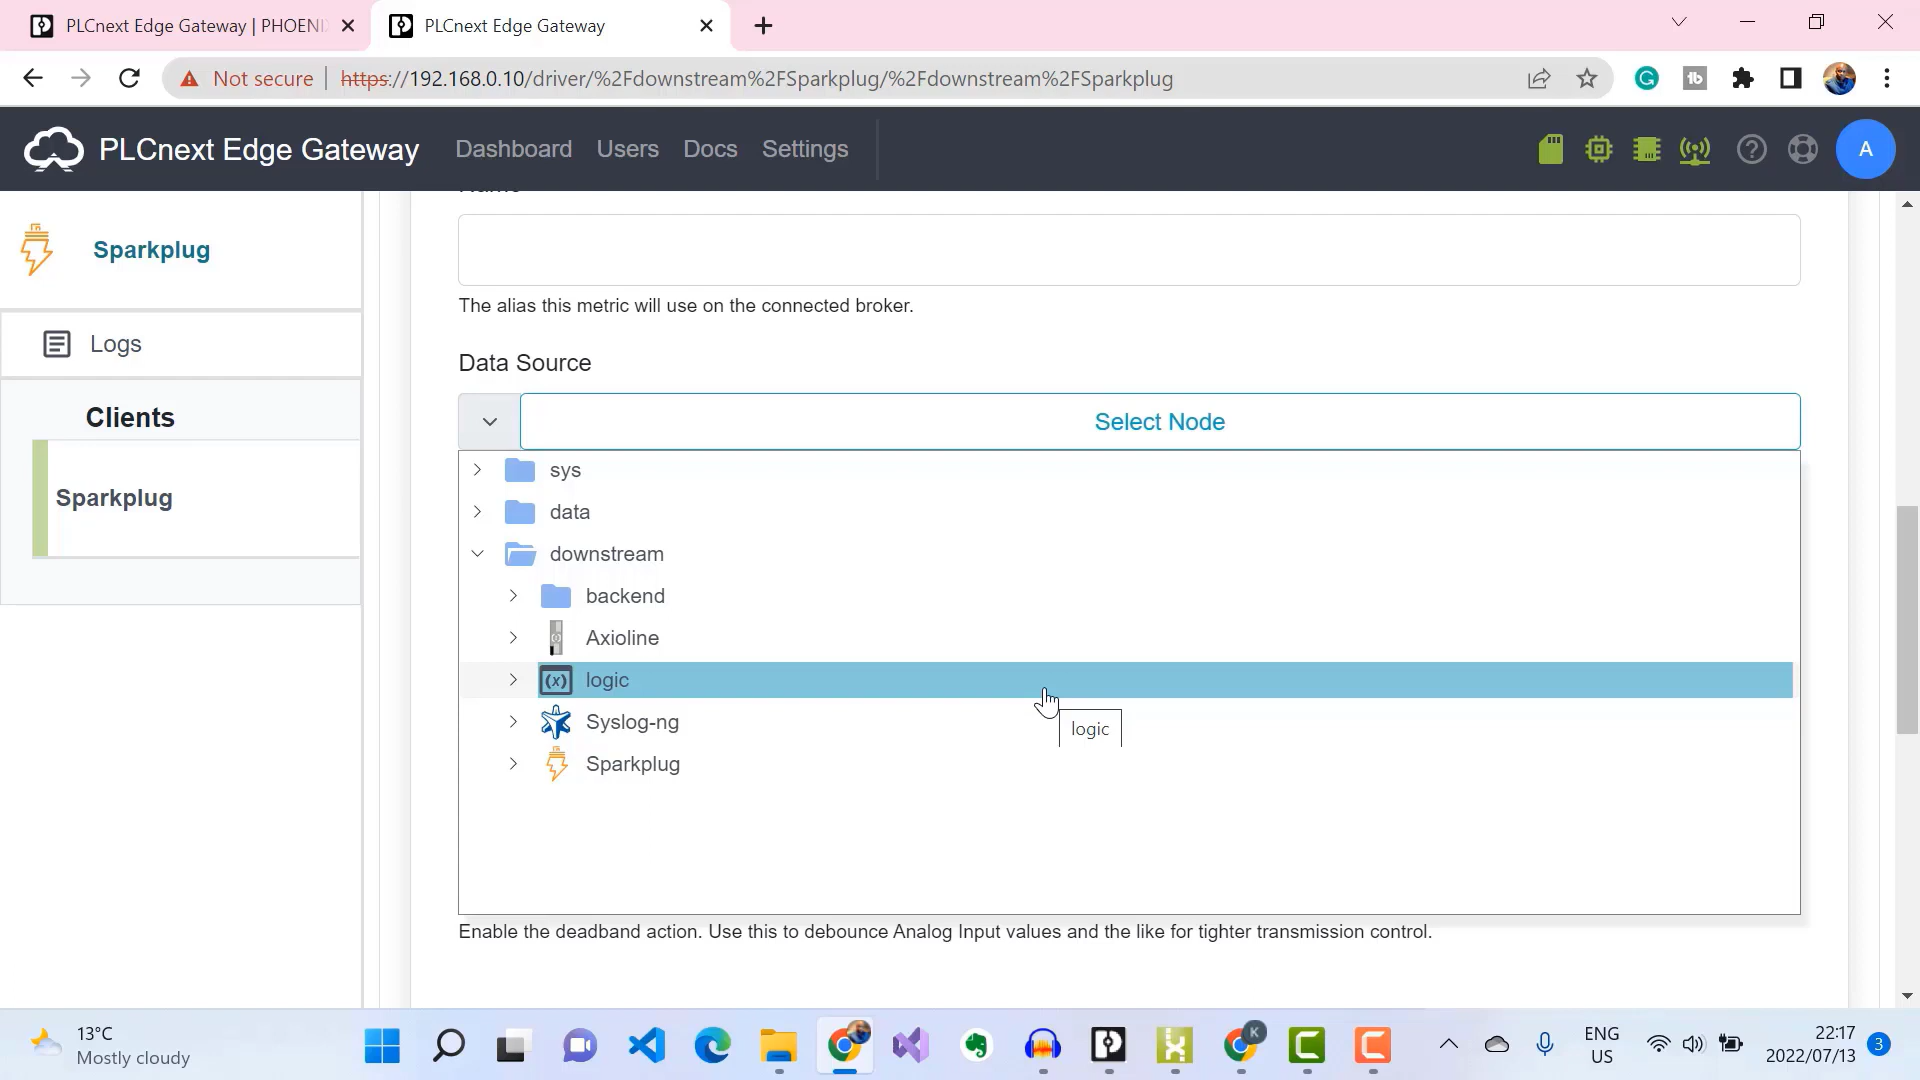 PLCnext Edge Gateway | PHOENI
PLCnext Edge Gateway
Not secure
https://192.168.0.10/driver/%2Fdownstream%2FSparkplug/%2Fdownstream%2FSparkplug
PLCnext Edge Gateway
Dashboard
Users
Docs
Settings
A
Name
Sparkplug
The alias this metric will use on the connected broker.
Logs
Data Source
Clients
Select Node
Sparkplug
sys
data
downstream
backend
Axioline
(x) logic
logic
Syslog-ng
Sparkplug
Enable the deadband action. Use this to debounce Analog Input values and the like for tighter transmission control.
13°C
Mostly cloudy
K
ENG
US
22:17
2022/07/13
3